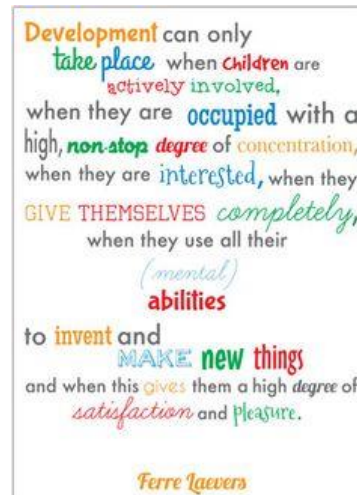 Development can only
take place when children are
actively involved,
when they are occupied with a
high, non-stop degree of concentration,
when they are interested, when they
GIVE THEMSELVES completely,
when they use all their
(mental)
abilities
to invent and
MAKE new things
and when this gives them a high degree of
satisfaction and pleasure.
Ferre Laevers